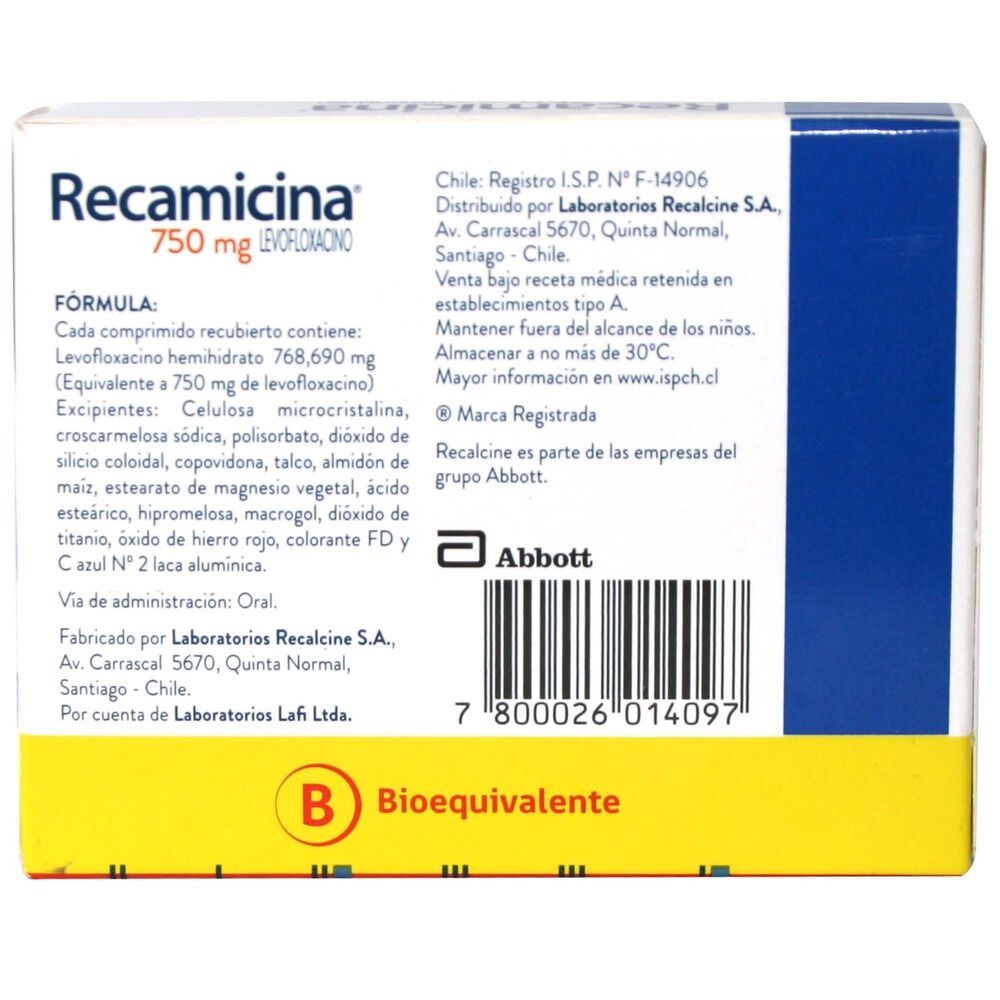 Recamicina
Recamicina®
750 mg LEVOFLOXACINO
FÓRMULA:
Cada comprimido recubierto contiene:
Levofloxacino hemihidrato 768,690 mg
(Equivalente a 750 mg de levofloxacino)
Excipientes: Celulosa microcristalina,
croscarmelosa sódica, polisorbato, dióxido de
silicio coloidal, copovidona, talco, almidón de
maíz, estearato de magnesio vegetal, ácido
esteárico, hipromelosa, macrogol, dióxido de
titanio, óxido de hierro rojo, colorante FD y
C azul Nº 2 laca alumínica.
Vía de administración: Oral.
Fabricado por Laboratorios Recalcine S.A.,
Av. Carrascal 5670, Quinta Normal,
Santiago - Chile.
Por cuenta de Laboratorios Lafi Ltda.
Chile: Registro I.S.P. Nº F-14906
Distribuido por Laboratorios Recalcine S.A.,
Av. Carrascal 5670, Quinta Normal,
Santiago - Chile.
Venta bajo receta médica retenida en
establecimientos tipo A.
Mantener fuera del alcance de los niños.
Almacenar a no más de 30ºC.
Mayor información en www.ispch.cl
® Marca Registrada
Recalcine es parte de las empresas del
grupo Abbott.
Abbott
7 800026 014097
B Bioequivalente